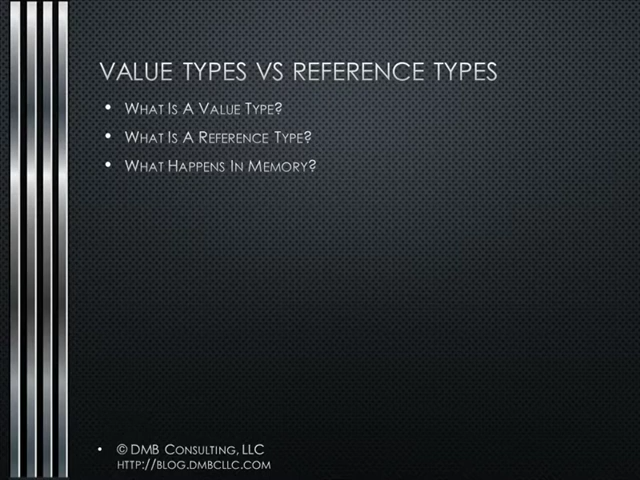 VALUE TYPES VS REFERENCE TYPES
• WHAT IS A VALUE TYPE?
• WHAT IS A REFERENCE TYPE?
• WHAT HAPPENS IN MEMORY?
• © DMB CONSULTING, LLC
HTTP://BLOG.DMBCLLC.COM